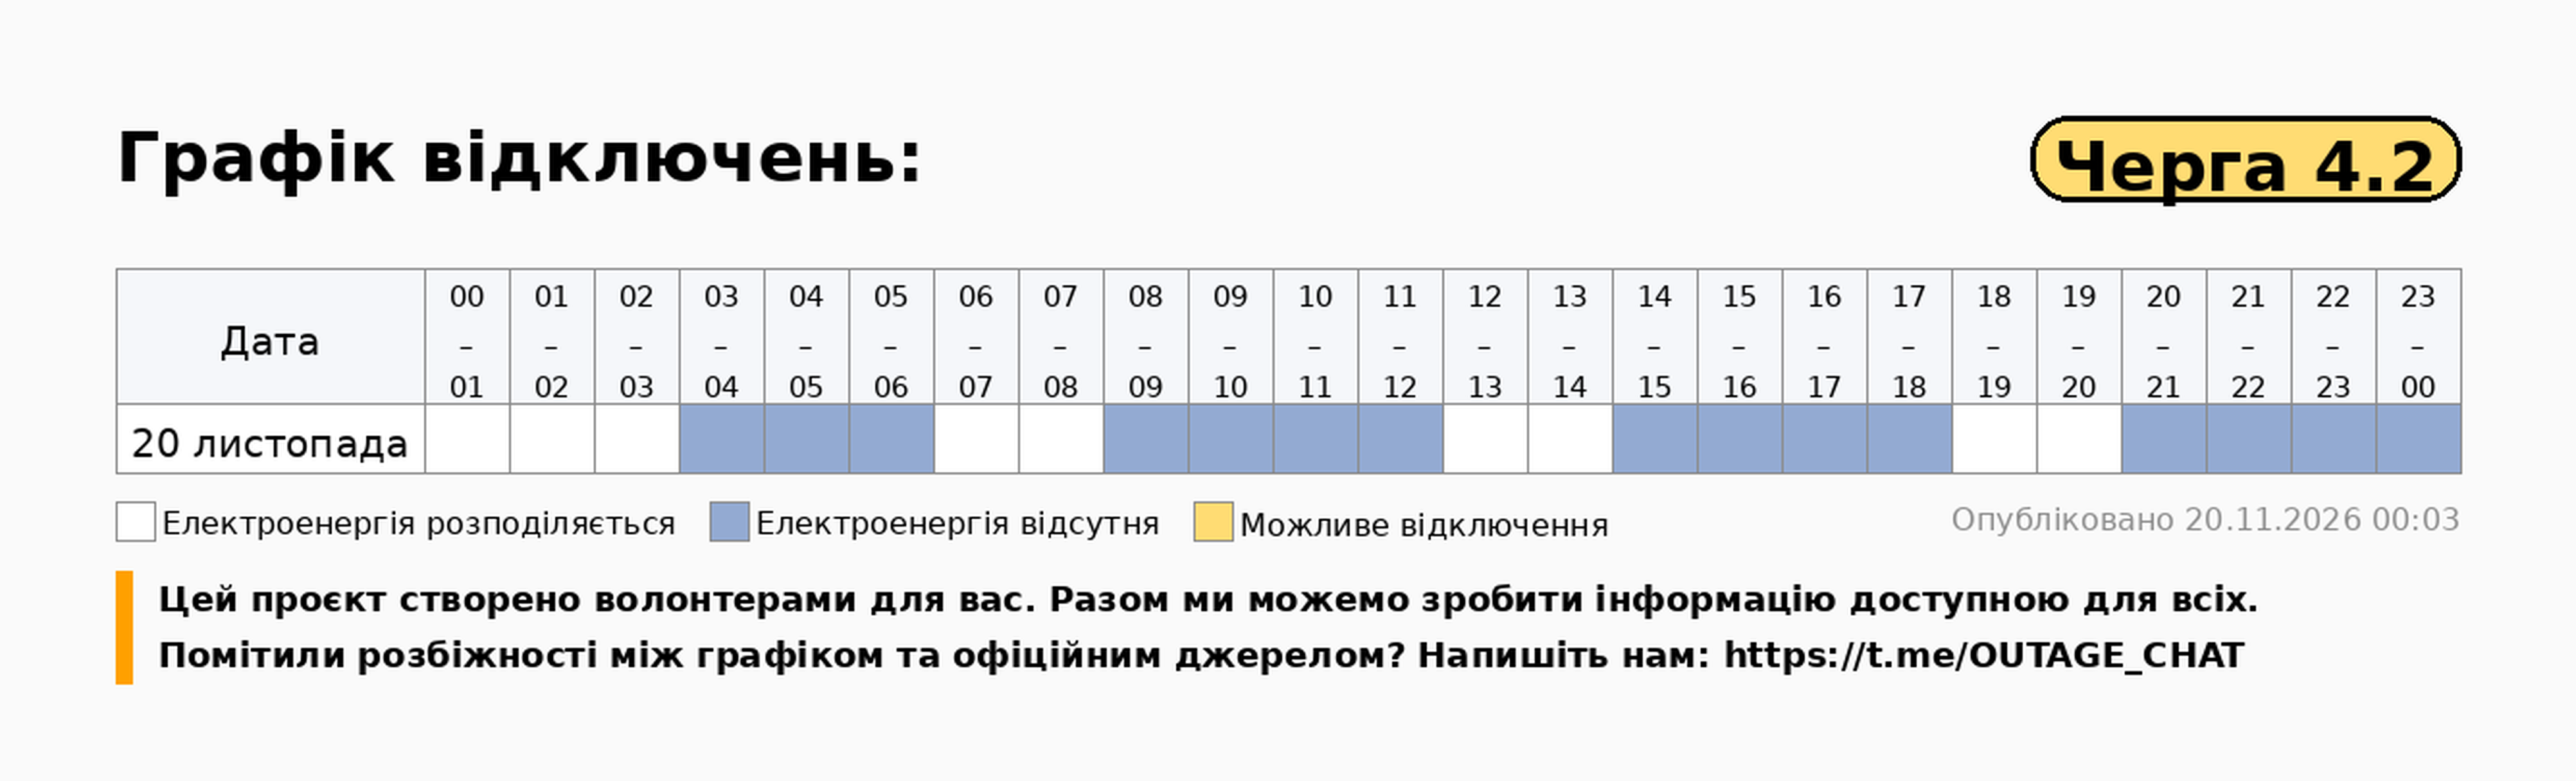 Графік відключень:
Черга 4.2
Дата
00 – 01
01 – 02
02 – 03
03 – 04
04 – 05
05 – 06
06 – 07
07 – 08
08 – 09
09 – 10
10 – 11
11 – 12
12 – 13
13 – 14
14 – 15
15 – 16
16 – 17
17 – 18
18 – 19
19 – 20
20 – 21
21 – 22
22 – 23
23 – 00
20 листопада
Електроенергія розподіляється
Електроенергія відсутня
Можливе відключення
Опубліковано 20.11.2026 00:03
Цей проєкт створено волонтерами для вас. Разом ми можемо зробити інформацію доступною для всіх.
Помітили розбіжності між графіком та офіційним джерелом? Напишіть нам: https://t.me/OUTAGE_CHAT